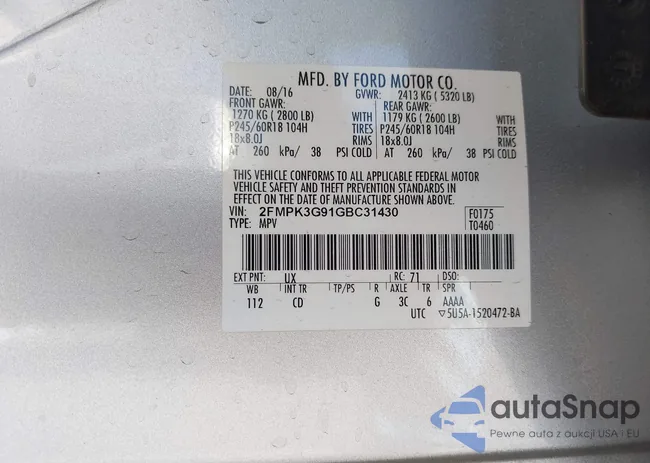 MFD. BY FORD MOTOR CO.
DATE: 08/16 GVWR: 2413 KG ( 5320 LB)
FRONT GAWR: REAR GAWR:
1270 KG ( 2800 LB) WITH 1179 KG ( 2600 LB) WITH
P245/60R18 104H TIRES P245/60R18 104H TIRES
18x8.0J RIMS 18x8.0J RIMS
AT 260 kPa/ 38 PSI COLD AT 260 kPa/ 38 PSI COLD
THIS VEHICLE CONFORMS TO ALL APPLICABLE FEDERAL MOTOR
VEHICLE SAFETY AND THEFT PREVENTION STANDARDS IN
EFFECT ON THE DATE OF MANUFACTURE SHOWN ABOVE.
VIN: 2FMPK3G91GBC31430 F0175
TYPE: MPV T0460
EXT PNT: UX RC: 71 DSO:
WB INT TR TP/PS R AXLE TR SPR
112 CD G 3C 6 AAAA
UTC ▽5U5A-1520472-BA
autaSnap
Pewne auta z aukcji USA i EU